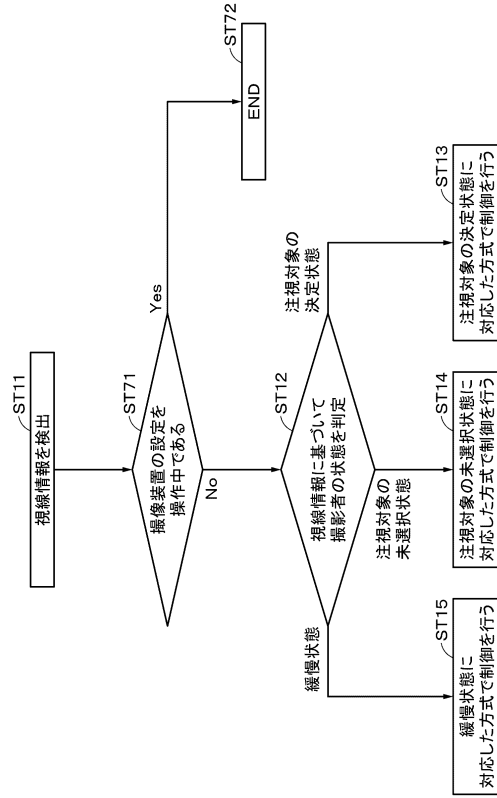 ST11
視線情報を検出
ST71
撮像装置の設定を
操作中である
Yes
No
ST72
END
ST12
視線情報に基づいて
撮影者の状態を判定
緩慢状態
注視対象の
未選択状態
注視対象の
決定状態
ST15
緩慢状態に
対応した方式で制御を行う
ST14
注視対象の未選択状態に
対応した方式で制御を行う
ST13
注視対象の決定状態に
対応した方式で制御を行う